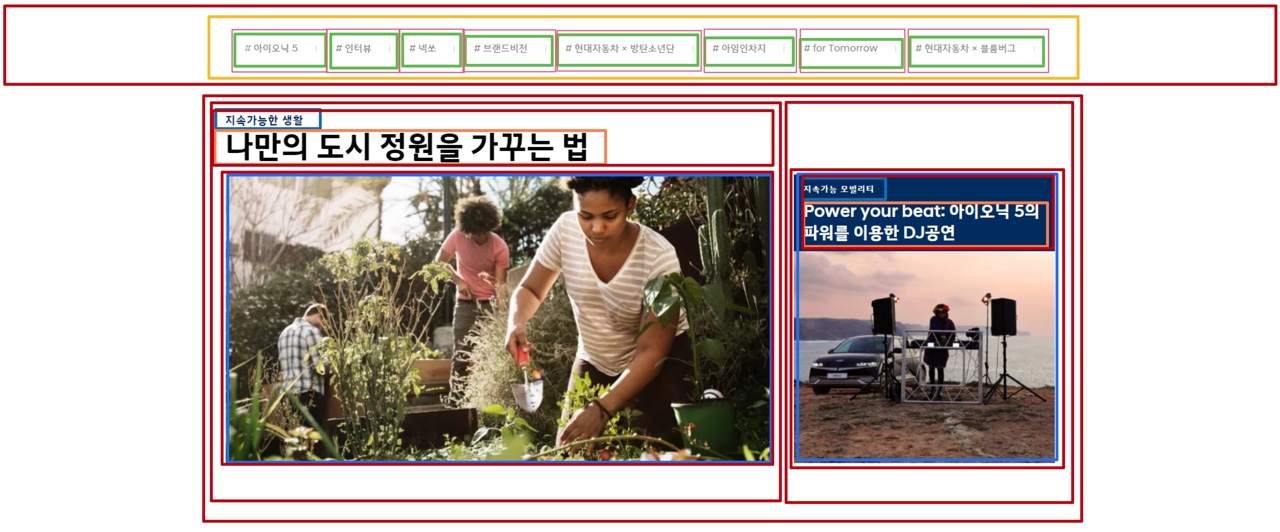 # 아이오닉 5 | # 인터뷰 | # 넥쏘 | # 브랜드비전 | # 현대자동차 × 방탄소년단 | # 아임인차지 | # for Tomorrow | # 현대자동차 × 블룸버그
지속가능한 생활
나만의 도시 정원을 가꾸는 법
지속가능 모빌리티
Power your beat: 아이오닉 5의
파워를 이용한 DJ공연